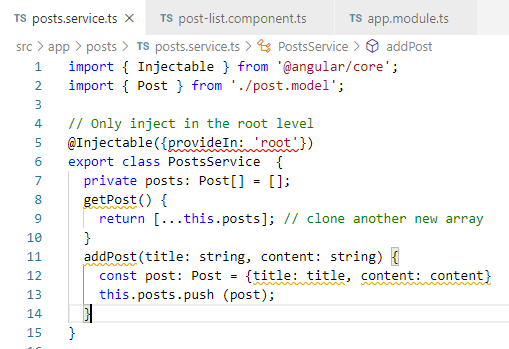 TS posts.service.ts × TS post-list.component.ts TS app.module.ts
src > app > posts > TS posts.service.ts > PostsService > addPost
1 import { Injectable } from '@angular/core';
2 import { Post } from './post.model';
3
4 // Only inject in the root level
5 @Injectable({provideIn: 'root'})
6 export class PostsService  {
7   private posts: Post[] = [];
8   getPost() {
9     return [...this.posts]; // clone another new array
10   }
11   addPost(title: string, content: string) {
12     const post: Post = {title: title, content: content}
13     this.posts.push (post);
14   }
15 }